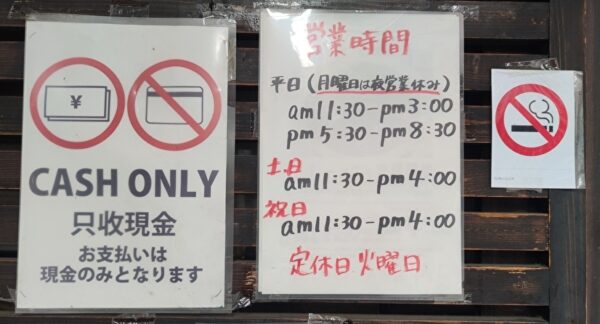 ¥
CASH ONLY
只收現金
お支払いは
現金のみとなります
営業時間
平日(月曜日は夜営業休み)
am11:30-pm3:00
pm5:30-pm8:30
土日
am11:30-pm4:00
祝日
am11:30-pm4:00
定休日 火曜日